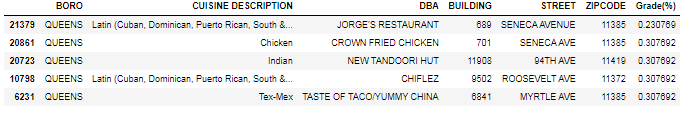 BORO CUISINE DESCRIPTION DBA BUILDING STREET ZIPCODE Grade(%)
21379 QUEENS Latin (Cuban, Dominican, Puerto Rican, South &... JORGE'S RESTAURANT 689 SENECA AVENUE 11385 0.230769
20861 QUEENS Chicken CROWN FRIED CHICKEN 701 SENECA AVE 11385 0.307692
20723 QUEENS Indian NEW TANDOORI HUT 11908 94TH AVE 11419 0.307692
10798 QUEENS Latin (Cuban, Dominican, Puerto Rican, South &... CHIFLEZ 9502 ROOSEVELT AVE 11372 0.307692
6231 QUEENS Tex-Mex TASTE OF TACO/YUMMY CHINA 6841 MYRTLE AVE 11385 0.307692